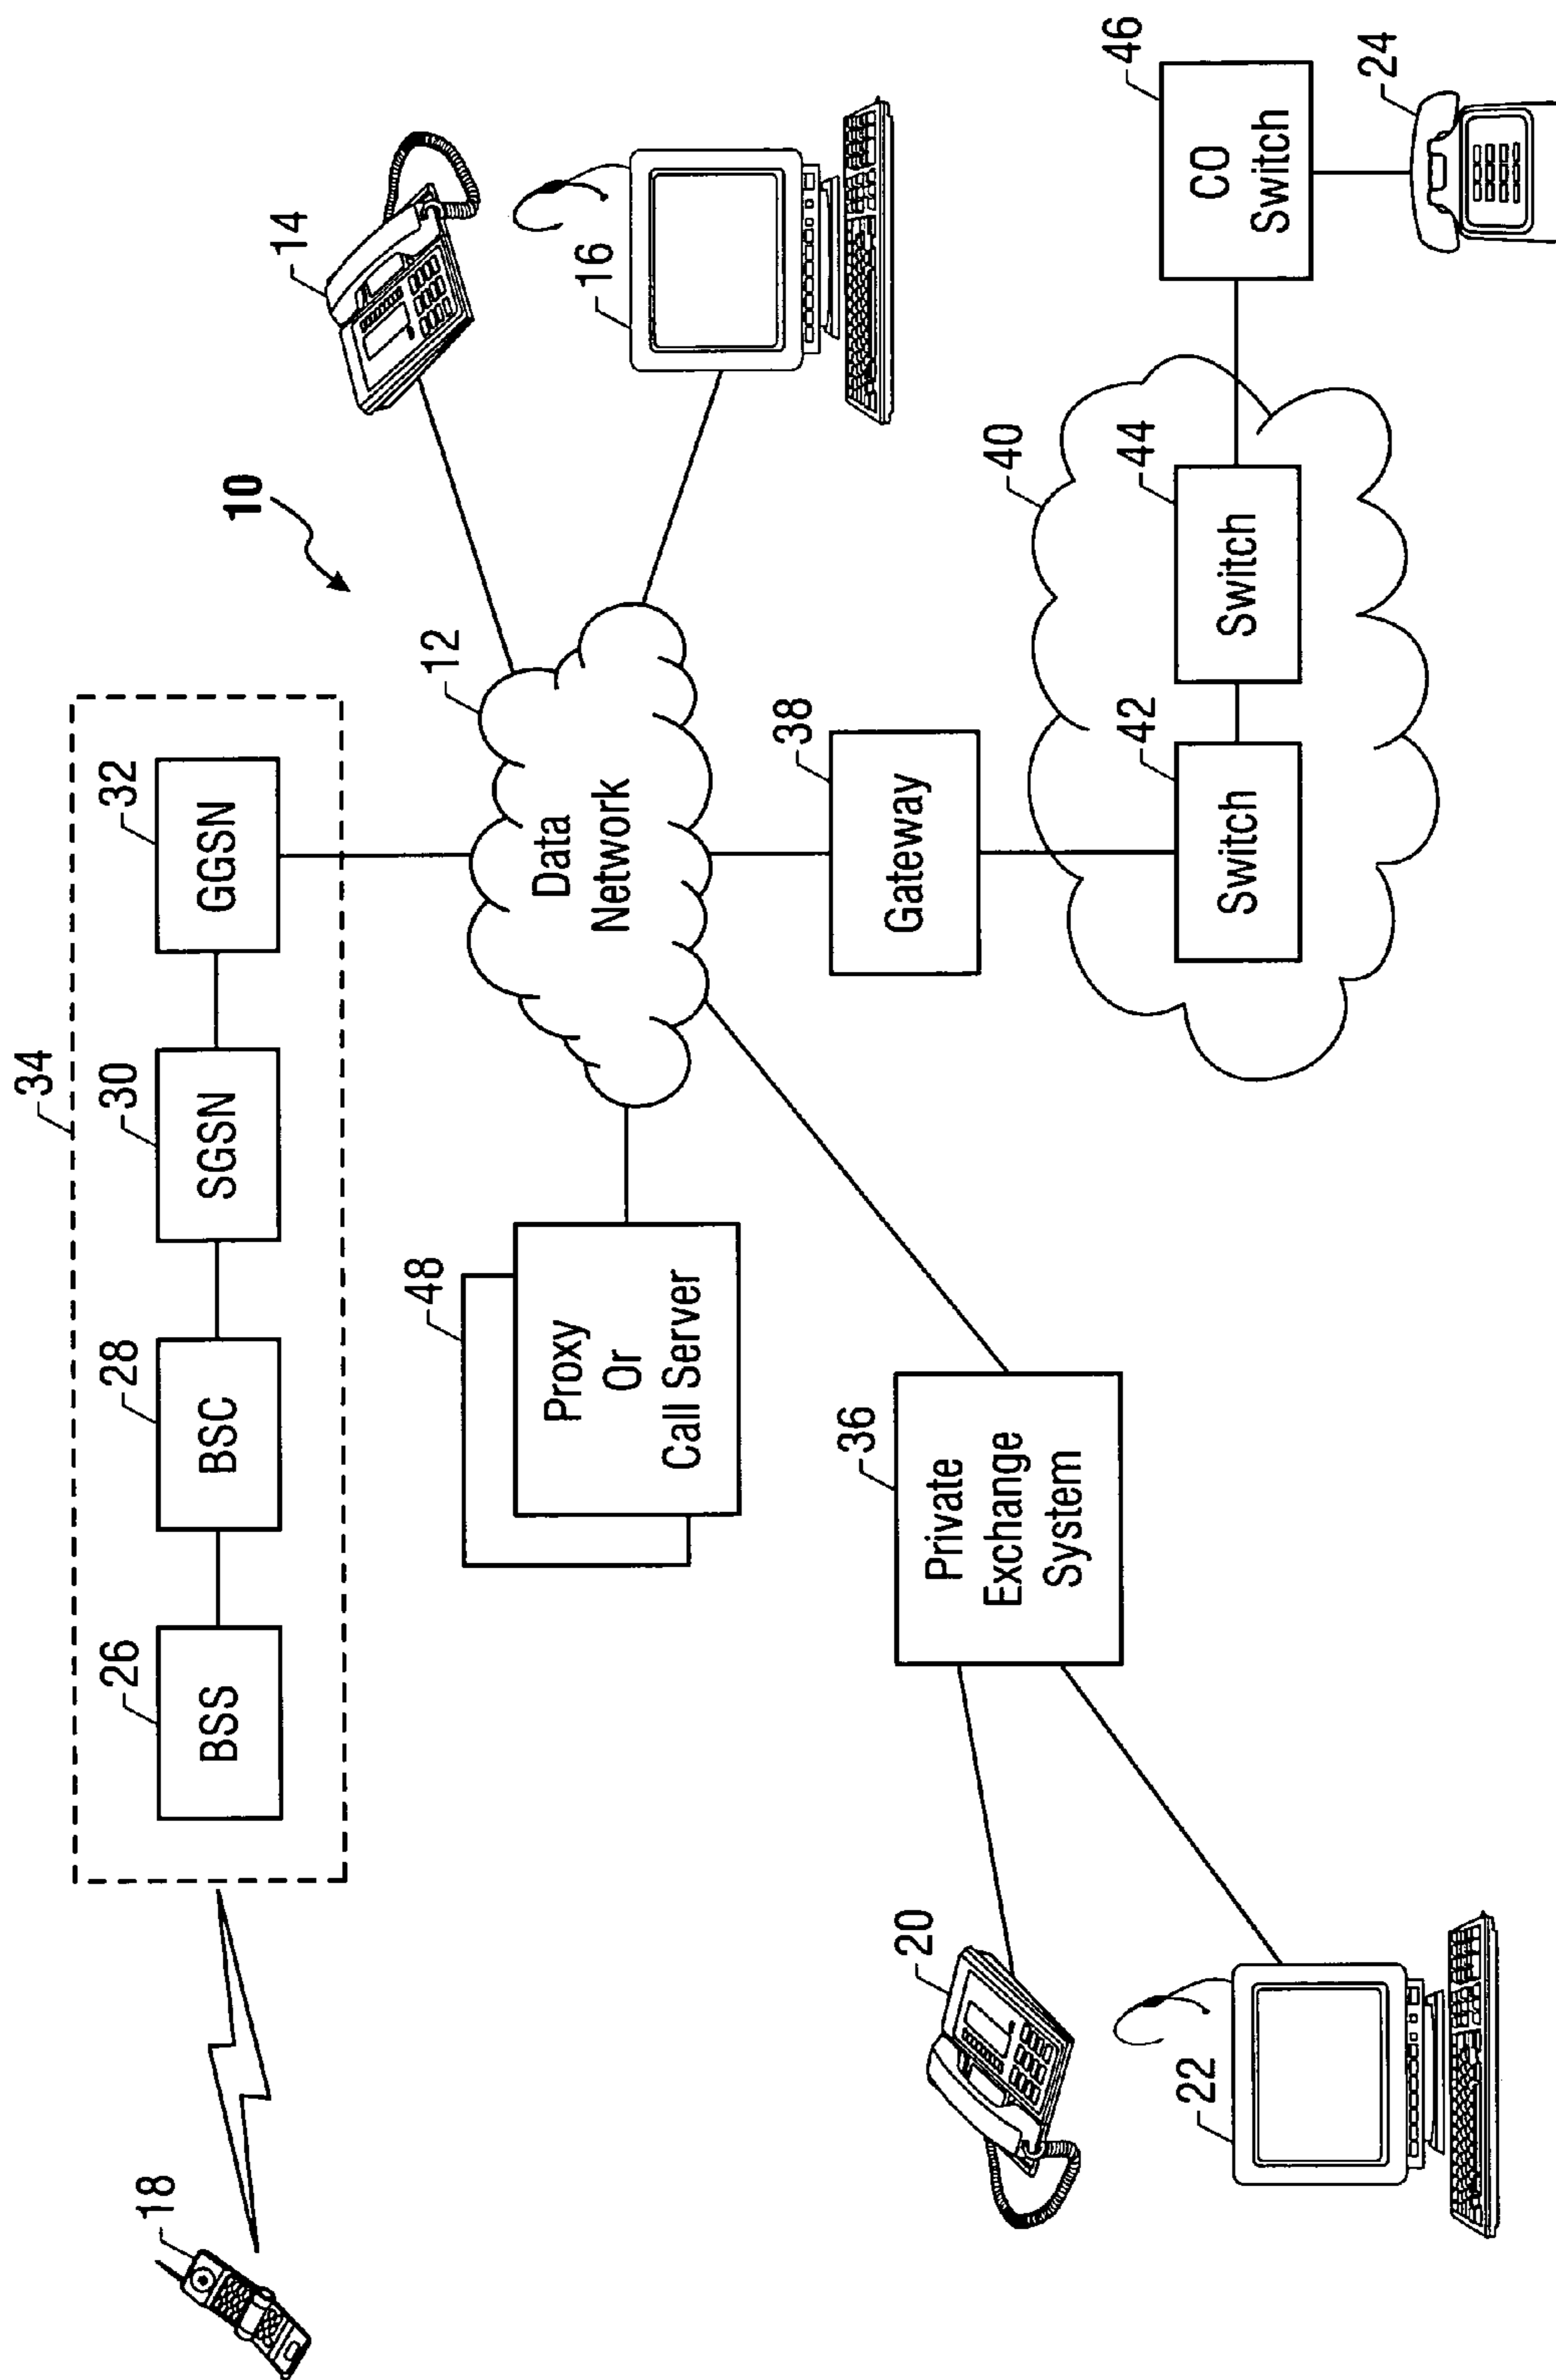 18
34
26
BSS
28
BSC
30
SGSN
32
GGSN
10
48
Proxy
Or
Call Server
12
Data
Network
14
16
36
Private
Exchange
System
38
Gateway
20
22
40
42
Switch
44
Switch
46
CO
Switch
24